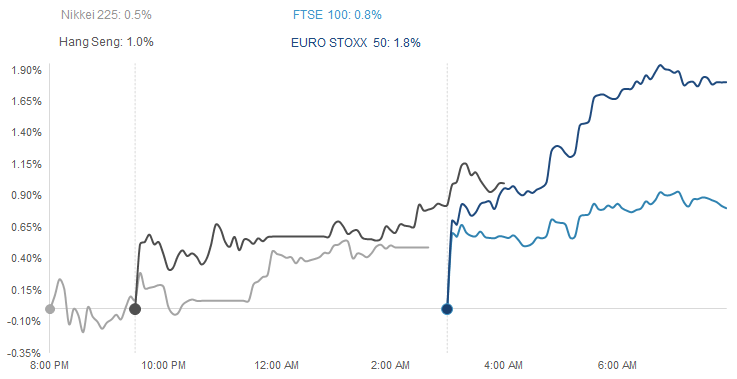 Nikkei 225: 0.5%
FTSE 100: 0.8%
Hang Seng: 1.0%
EURO STOXX 50: 1.8%
1.90%
1.65%
1.40%
1.15%
0.90%
0.65%
0.40%
0.15%
-0.10%
-0.35%
8:00 PM
10:00 PM
12:00 AM
2:00 AM
4:00 AM
6:00 AM